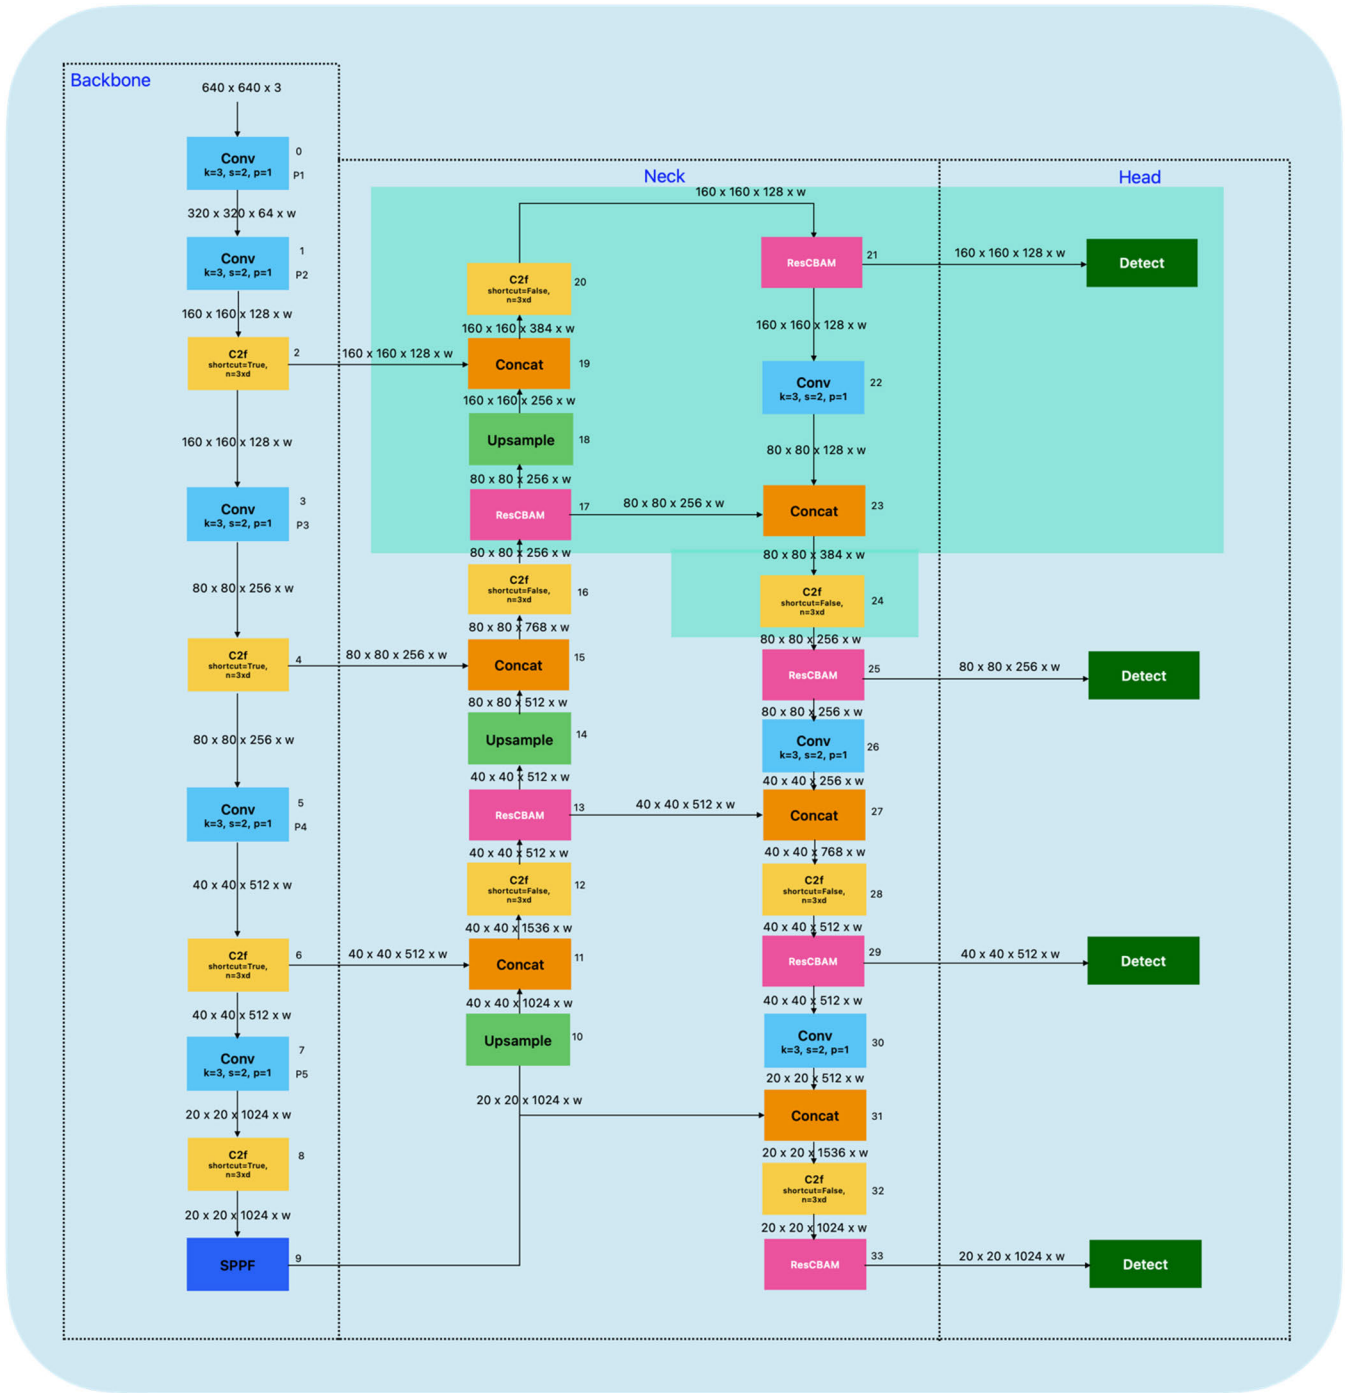 Backbone
640 x 640 x 3
Conv
k=3, s=2, p=1
0
P1
320 x 320 x 64 x w
Conv
k=3, s=2, p=1
1
P2
160 x 160 x 128 x w
C2f
shortcut=True,
n=3xd
2
160 x 160 x 128 x w
Conv
k=3, s=2, p=1
3
P3
80 x 80 x 256 x w
C2f
shortcut=True,
n=3xd
4
80 x 80 x 256 x w
Conv
k=3, s=2, p=1
5
P4
40 x 40 x 512 x w
C2f
shortcut=True,
n=3xd
6
40 x 40 x 512 x w
Conv
k=3, s=2, p=1
7
P5
20 x 20 x 1024 x w
C2f
shortcut=True,
n=3xd
8
20 x 20 x 1024 x w
SPPF
9
Neck
160 x 160 x 128 x w
C2f
shortcut=False,
n=3xd
20
160 x 160 x 384 x w
160 x 160 x 128 x w
Concat
19
160 x 160 x 256 x w
Upsample
18
80 x 80 x 256 x w
ResCBAM
17
80 x 80 x 256 x w
80 x 80 x 256 x w
C2f
shortcut=False,
n=3xd
16
80 x 80 x 768 x w
80 x 80 x 256 x w
Concat
15
80 x 80 x 512 x w
Upsample
14
40 x 40 x 512 x w
ResCBAM
13
40 x 40 x 512 x w
40 x 40 x 512 x w
C2f
shortcut=False,
n=3xd
12
40 x 40 x 1536 x w
40 x 40 x 512 x w
Concat
11
40 x 40 x 1024 x w
Upsample
10
20 x 20 x 1024 x w
ResCBAM
21
160 x 160 x 128 x w
Conv
k=3, s=2, p=1
22
80 x 80 x 128 x w
Concat
23
80 x 80 x 384 x w
C2f
shortcut=False,
n=3xd
24
80 x 80 x 256 x w
ResCBAM
25
80 x 80 x 256 x w
Conv
k=3, s=2, p=1
26
40 x 40 x 256 x w
Concat
27
40 x 40 x 768 x w
C2f
shortcut=False,
n=3xd
28
40 x 40 x 512 x w
ResCBAM
29
40 x 40 x 512 x w
Conv
k=3, s=2, p=1
30
20 x 20 x 512 x w
Concat
31
20 x 20 x 1536 x w
C2f
shortcut=False,
n=3xd
32
20 x 20 x 1024 x w
ResCBAM
33
Head
160 x 160 x 128 x w
Detect
80 x 80 x 256 x w
Detect
40 x 40 x 512 x w
Detect
20 x 20 x 1024 x w
Detect